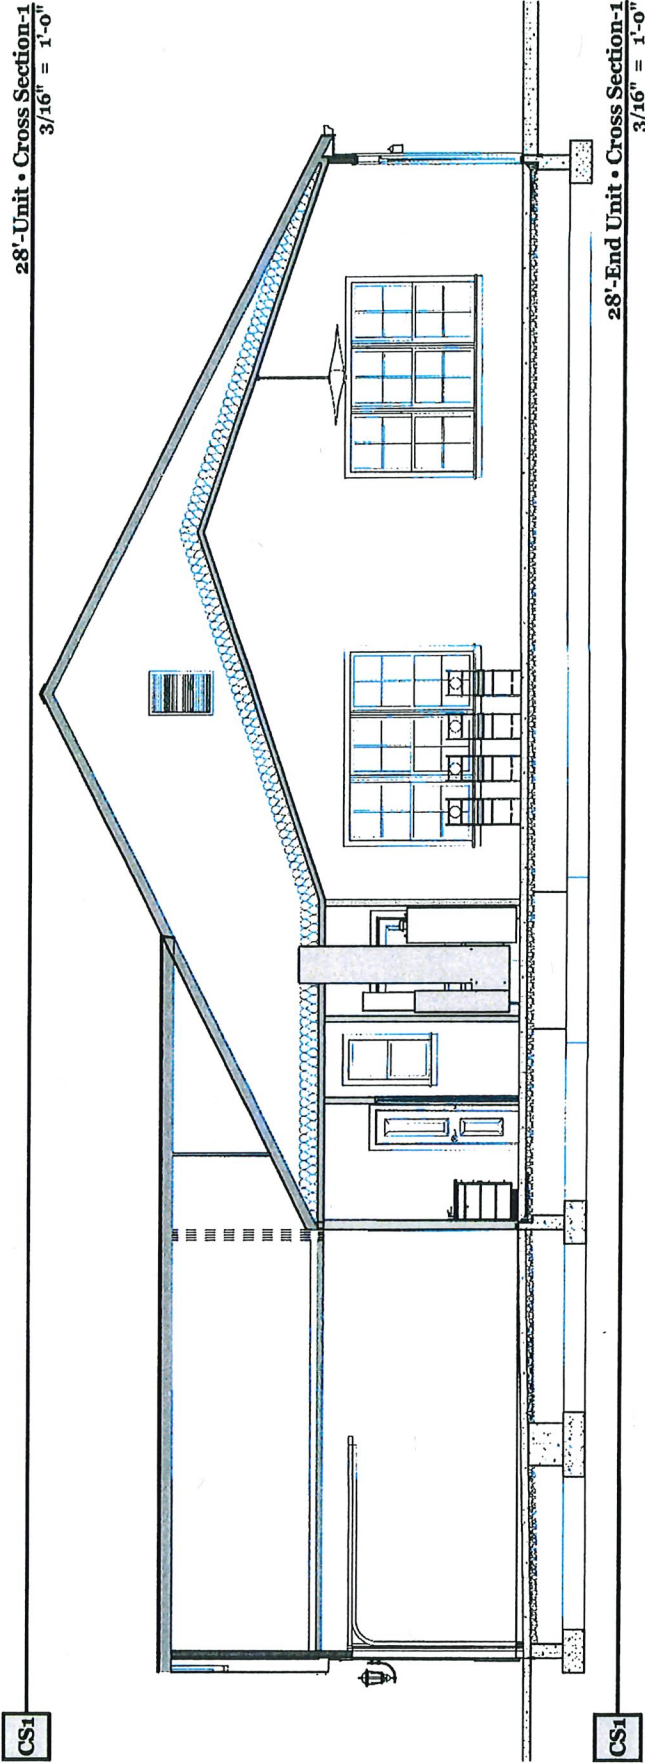 28'-Unit • Cross Section-1
3/16" = 1'-0"
CS1
28'-End Unit • Cross Section-1
3/16" = 1'-0"
CS1